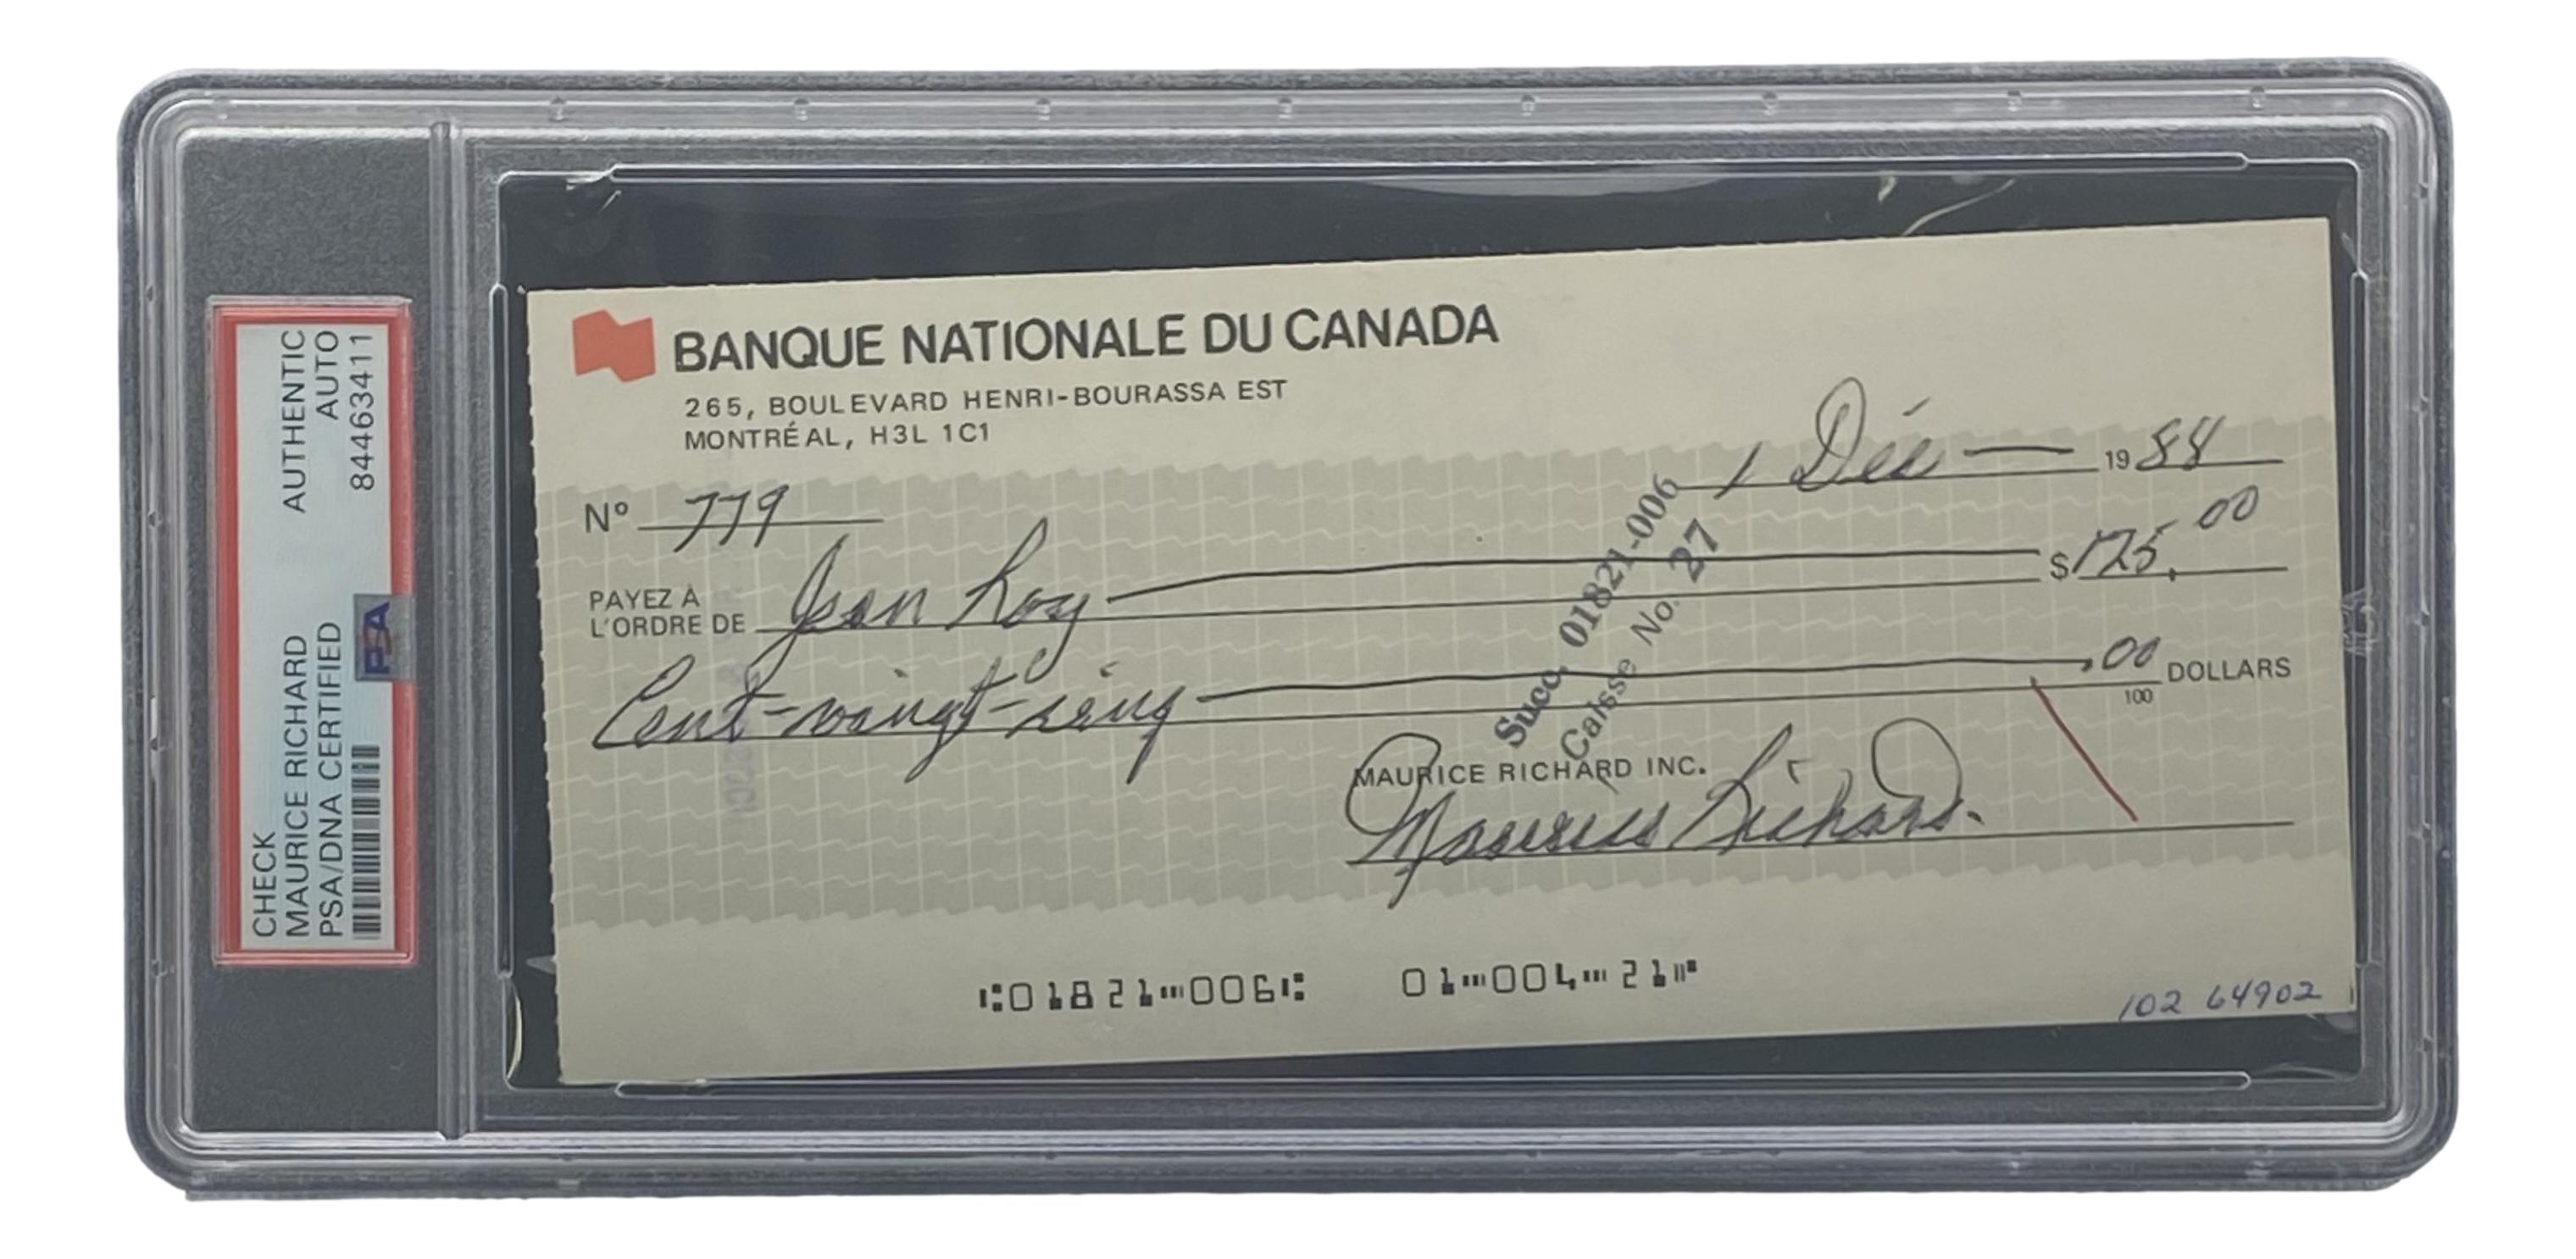 CHECK AUTHENTIC
MAURICE RICHARD AUTO
PSA/DNA CERTIFIED 84463411
PSA
BANQUE NATIONALE DU CANADA
265, BOULEVARD HENRI-BOURASSA EST
MONTRÉAL, H3L 1C1
1 Déc — 1988
Nº 779
PAYEZ À
L'ORDRE DE Jean Roy $125.00
Cent-vingt-cinq .00/100 DOLLARS
Succ. 01821-006
Caisse No. 27
MAURICE RICHARD INC.
Maurice Richard.
01821-006 01-004-21
102 64902